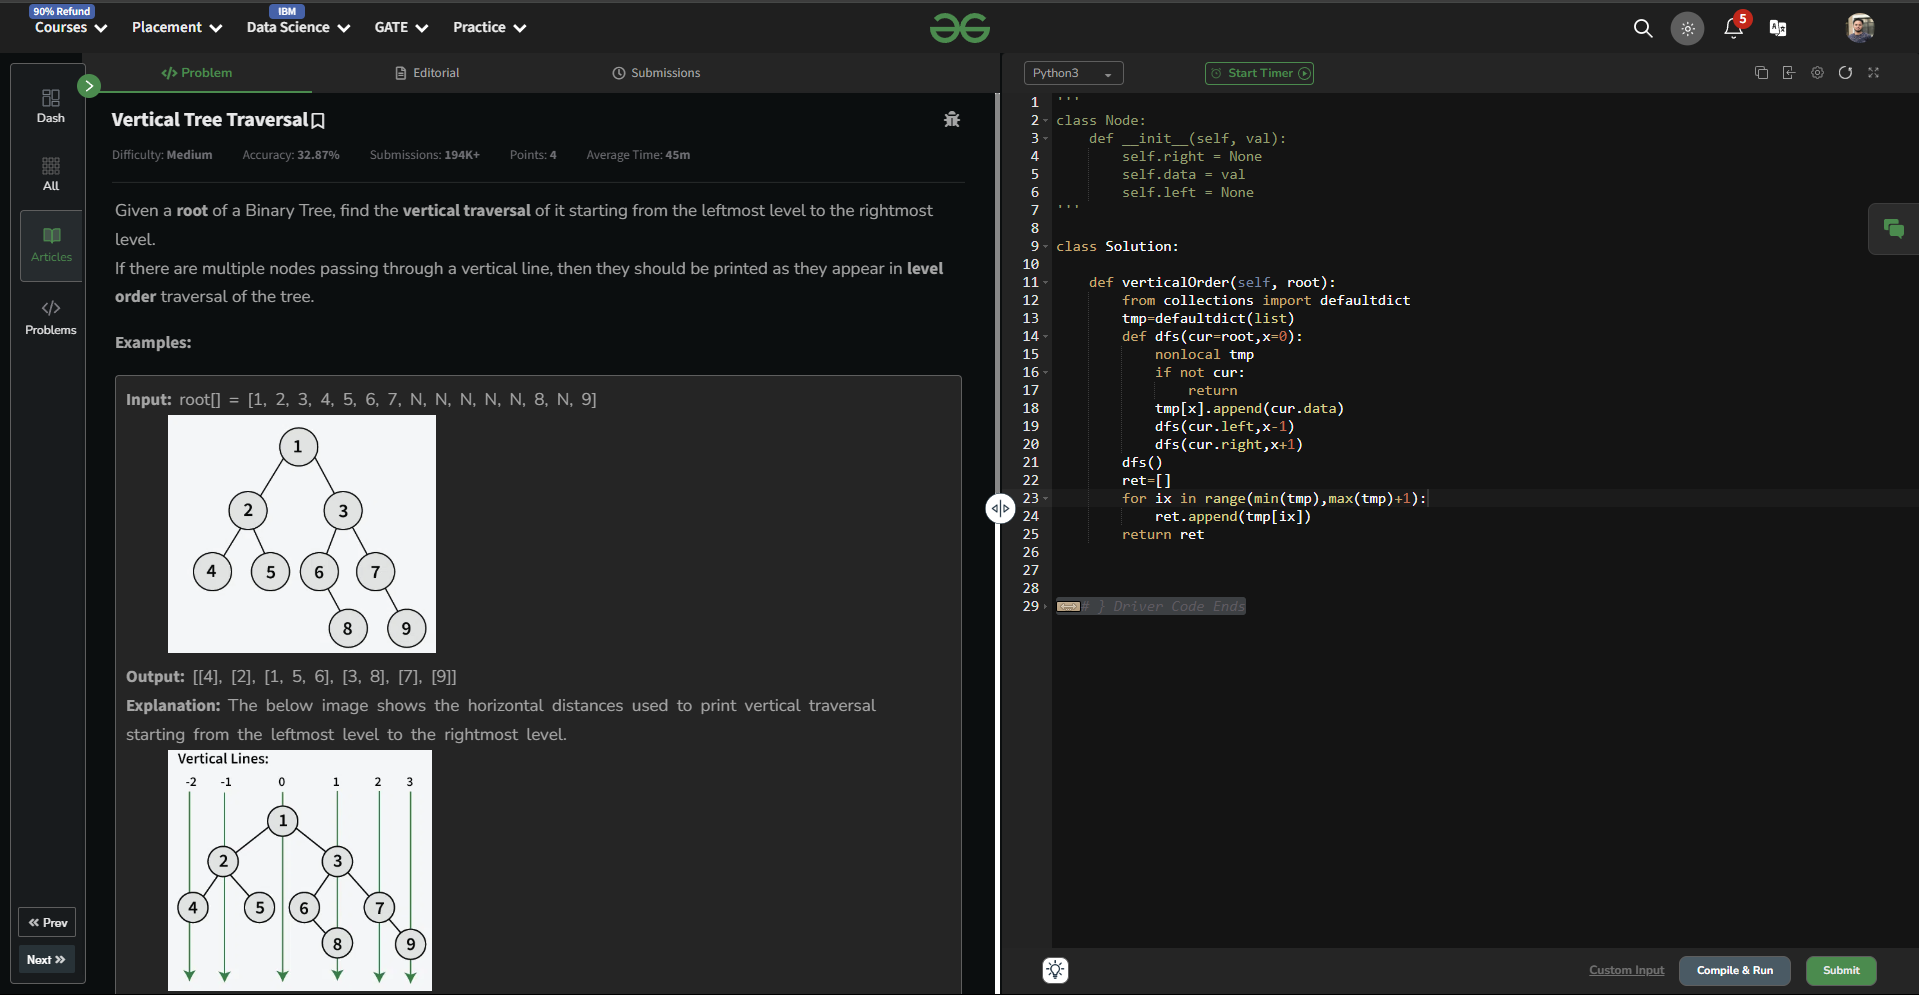 90% Refund
IBM
Courses
Placement
Data Science
GATE
Practice
5
Problem
Editorial
Submissions
Python3
Start Timer
Dash
All
Articles
Problems
Vertical Tree Traversal
Difficulty: Medium Accuracy: 32.87% Submissions: 194K+ Points: 4 Average Time: 45m
Given a root of a Binary Tree, find the vertical traversal of it starting from the leftmost level to the rightmost
level.
If there are multiple nodes passing through a vertical line, then they should be printed as they appear in level
order traversal of the tree.
Examples:
Input: root[] = [1, 2, 3, 4, 5, 6, 7, N, N, N, N, N, 8, N, 9]
1
2 3
4 5 6 7
8 9
Output: [[4], [2], [1, 5, 6], [3, 8], [7], [9]]
Explanation: The below image shows the horizontal distances used to print vertical traversal
starting from the leftmost level to the rightmost level.
Vertical Lines:
-2 -1 0 1 2 3
1
2 3
4 5 6 7
8 9
« Prev
Next »
1 '''
2 class Node:
3     def __init__(self, val):
4         self.right = None
5         self.data = val
6         self.left = None
7 '''
8
9 class Solution:
10
11     def verticalOrder(self, root):
12         from collections import defaultdict
13         tmp=defaultdict(list)
14         def dfs(cur=root,x=0):
15             nonlocal tmp
16             if not cur:
17                 return
18             tmp[x].append(cur.data)
19             dfs(cur.left,x-1)
20             dfs(cur.right,x+1)
21         dfs()
22         ret=[]
23         for ix in range(min(tmp),max(tmp)+1):
24             ret.append(tmp[ix])
25         return ret
26
27
28
29 # } Driver Code Ends
Custom Input
Compile & Run
Submit